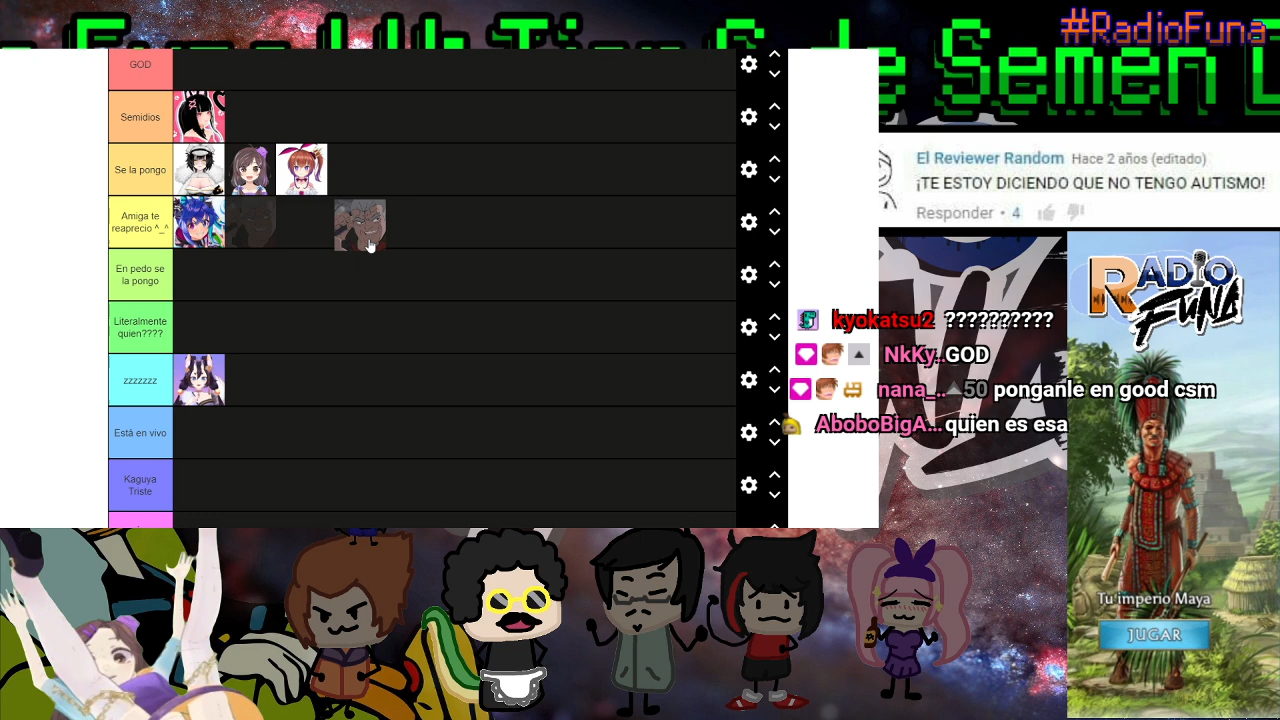 #RadioFuna
de Semen
GOD
Semidios
Se la pongo
Amiga te
reaprecio ^_^
En pedo se
la pongo
Literalmente
quien????
zzzzzzz
Está en vivo
Kaguya
Triste
El Reviewer Random Hace 2 años (editado)
¡TE ESTOY DICIENDO QUE NO TENGO AUTISMO!
Responder • 4
RADIO
FUNA
kyokatsu2 ??????????
NkKy..GOD
nana_.. 50 ponganle en good csm
AboboBigA... quien es esa
Tu imperio Maya
JUGAR